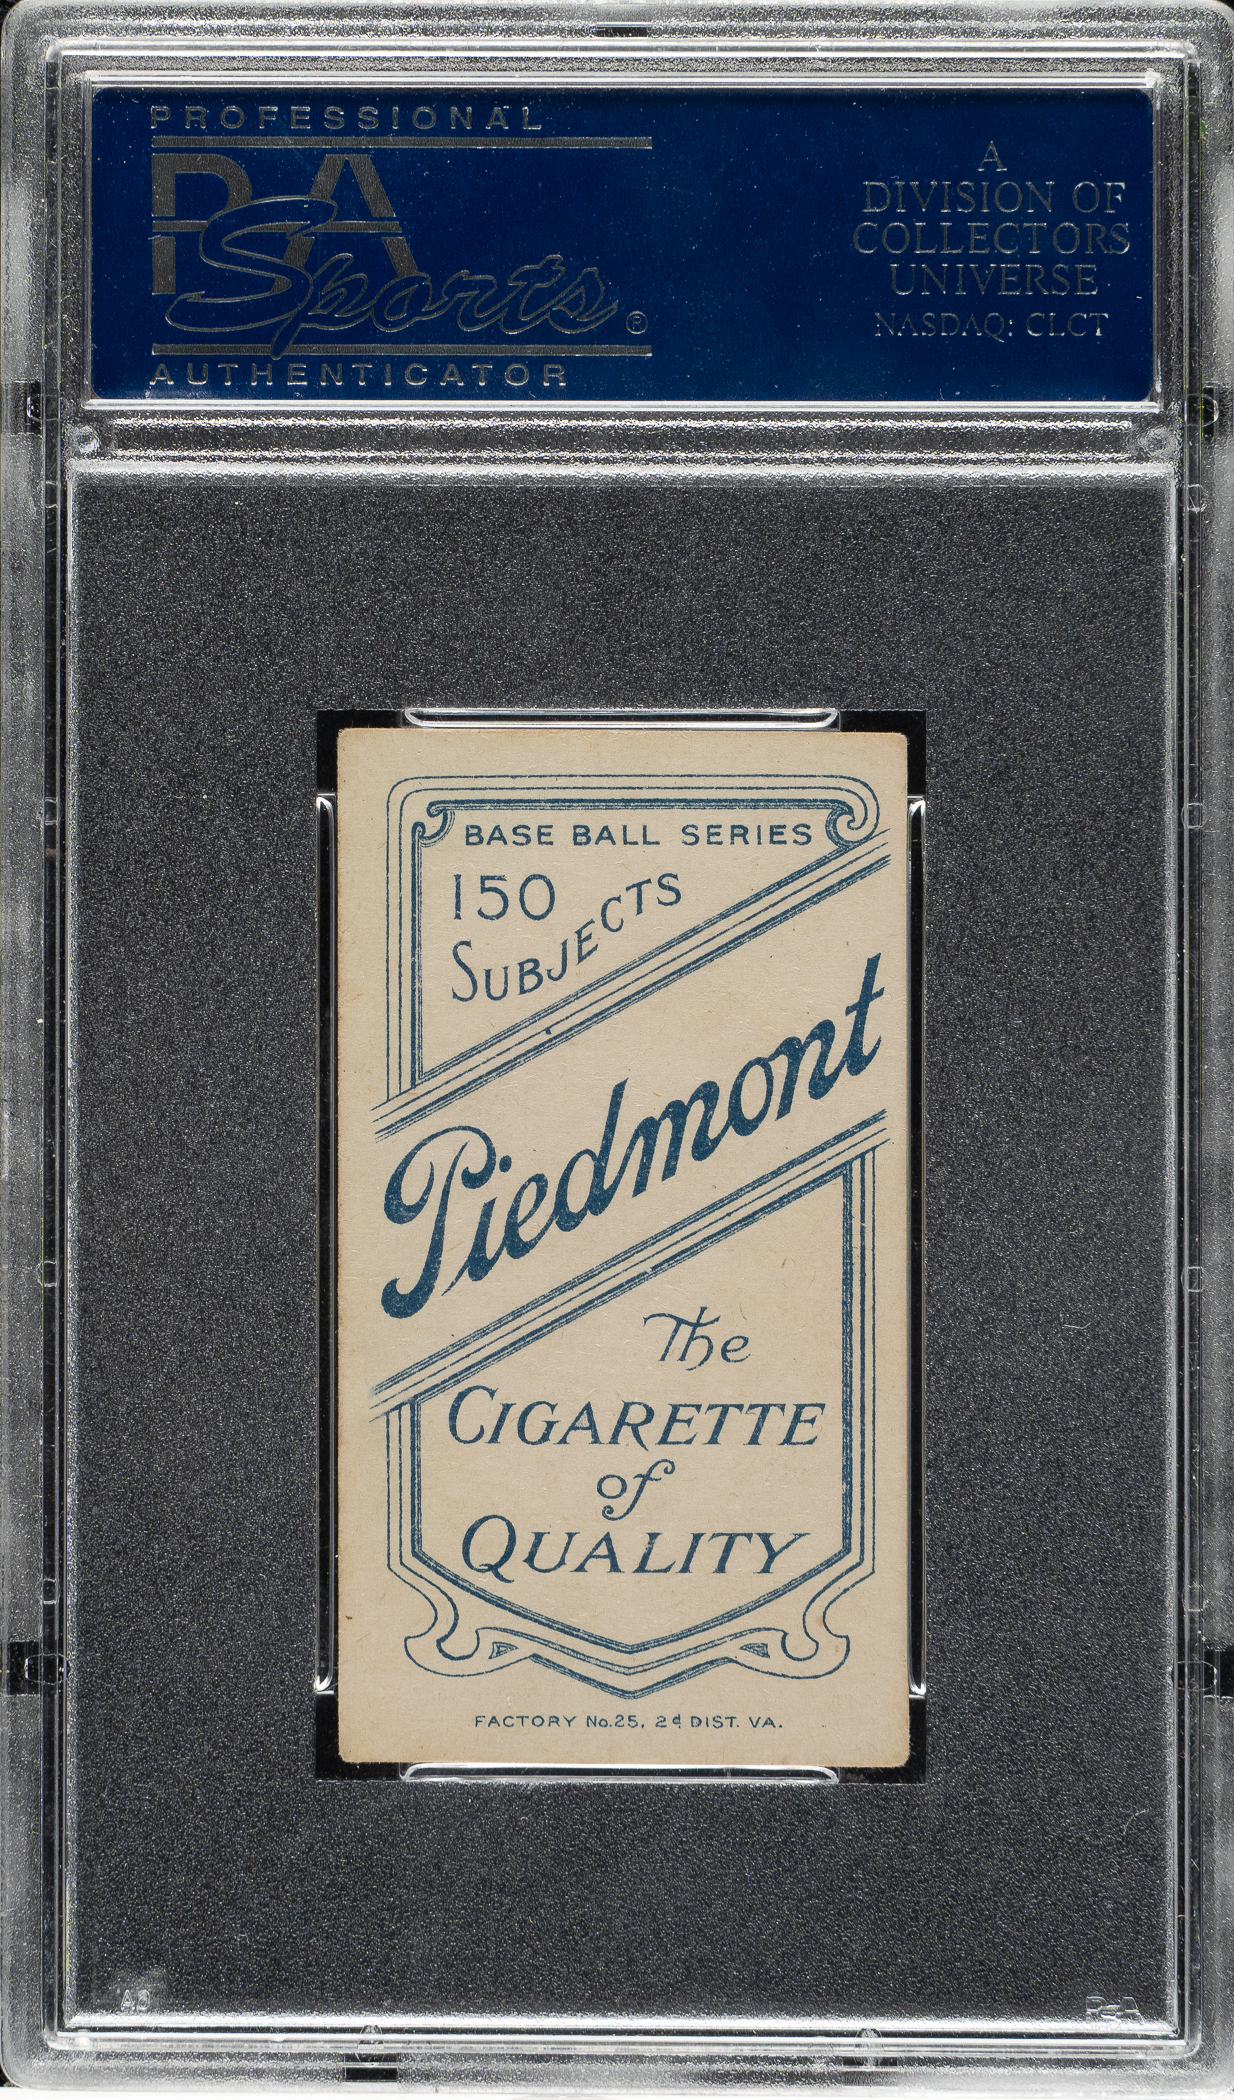 PROFESSIONAL
PSA
Sports ®
AUTHENTICATOR
A
DIVISION OF
COLLECTORS
UNIVERSE
NASDAQ: CLCT
BASE BALL SERIES
150
SUBJECTS
Piedmont
The
CIGARETTE
of
QUALITY
FACTORY No.25, 2d DIST. VA.
PSA